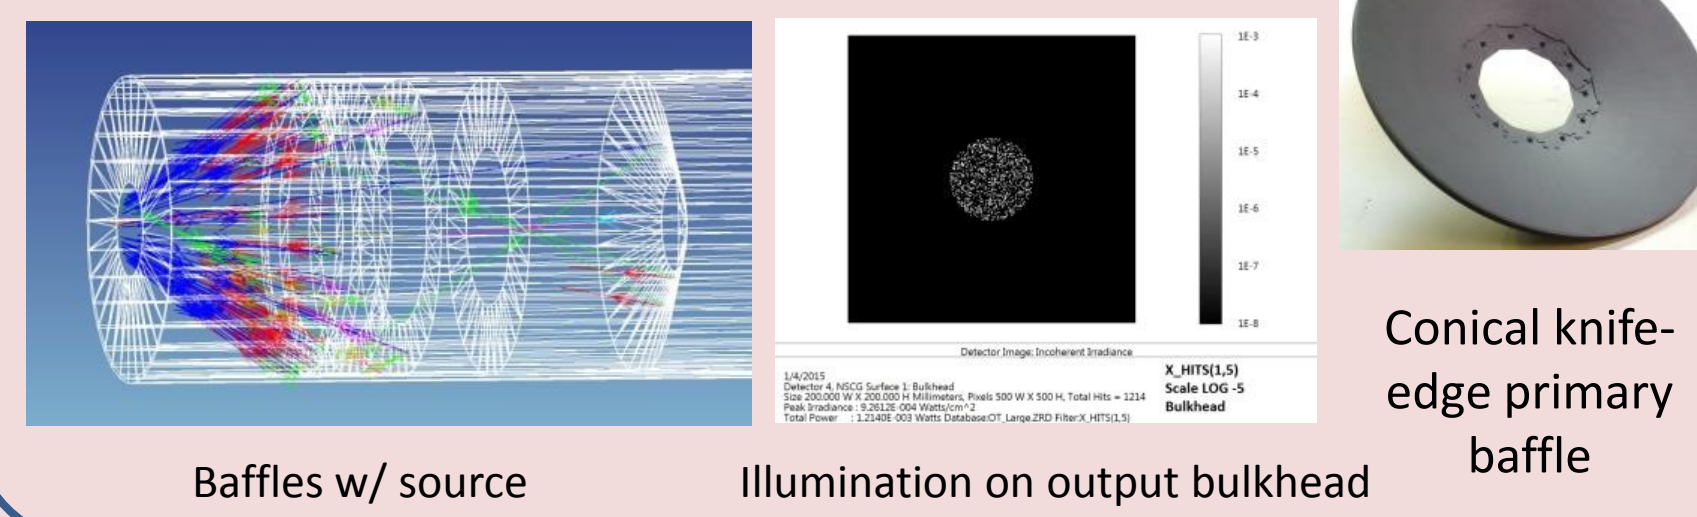 1E-3
1E-4
1E-5
1E-6
1E-7
1E-8
Detector Image: Incoherent Irradiance
1/4/2015
Detector 4, NSCG Surface 1: Bulkhead
Size 200.000 W X 200.000 H Millimeters, Pixels 500 W X 500 H, Total Hits = 1214
Peak Irradiance : 9.2612E-004 Watts/cm^2
Total Power : 1.2140E-003 Watts Database:OT_Large.ZRD Filter:X_HITS(1,5)
X_HITS(1,5)
Scale LOG -5
Bulkhead
Baffles w/ source
Illumination on output bulkhead
Conical knife-
edge primary
baffle